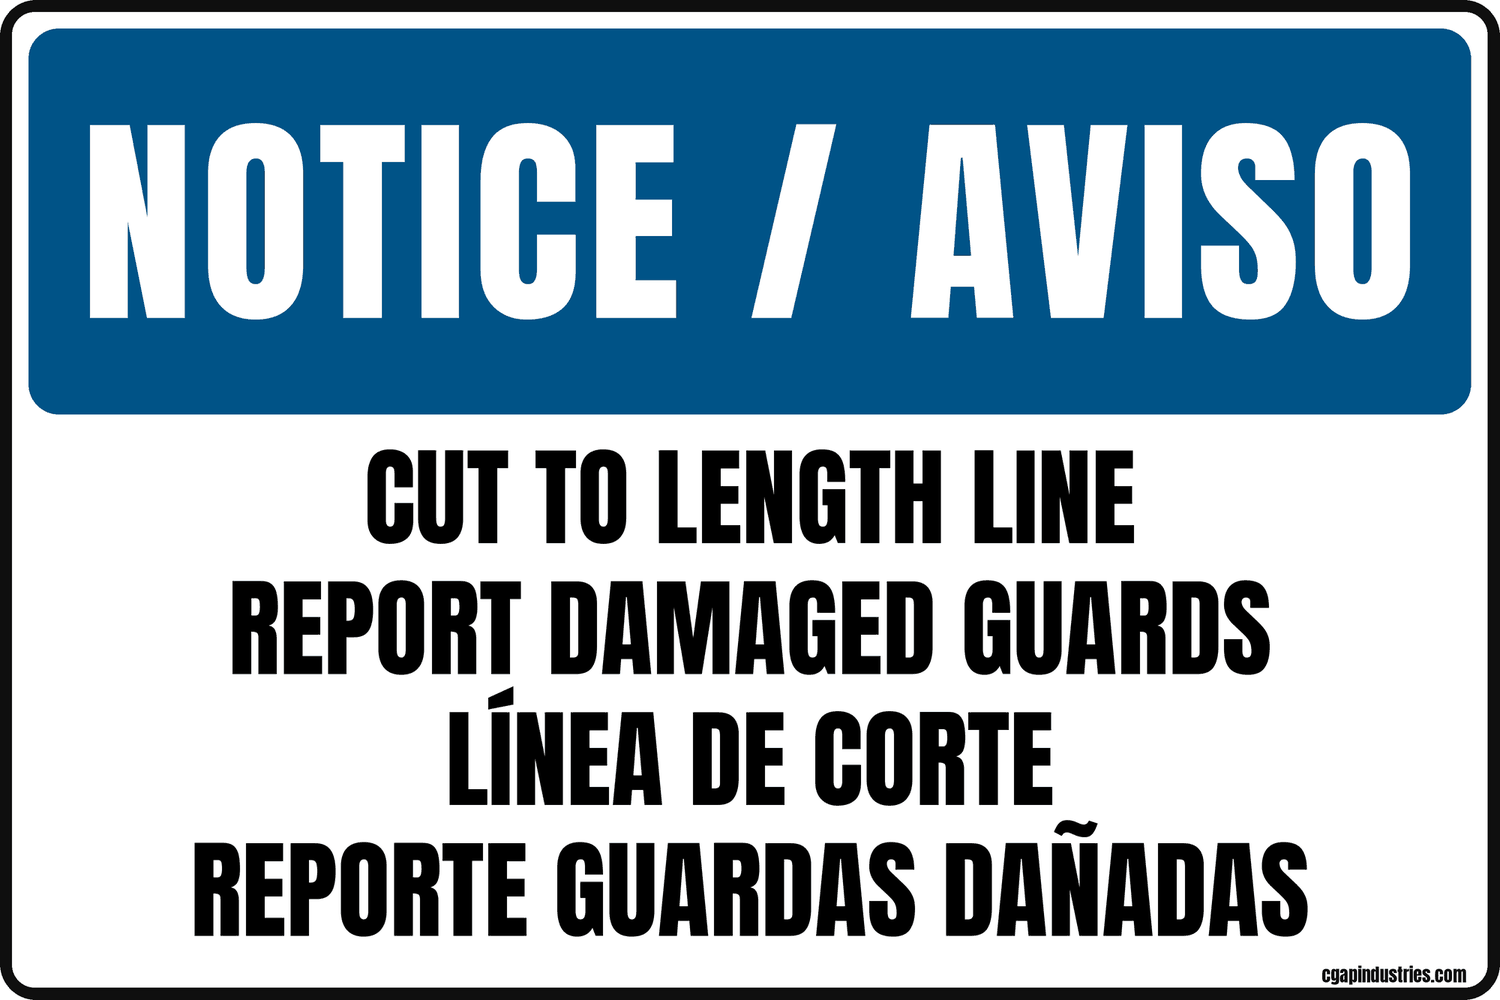 NOTICE / AVISO
CUT TO LENGTH LINE
REPORT DAMAGED GUARDS
LÍNEA DE CORTE
REPORTE GUARDAS DAÑADAS
cgapindustries.com